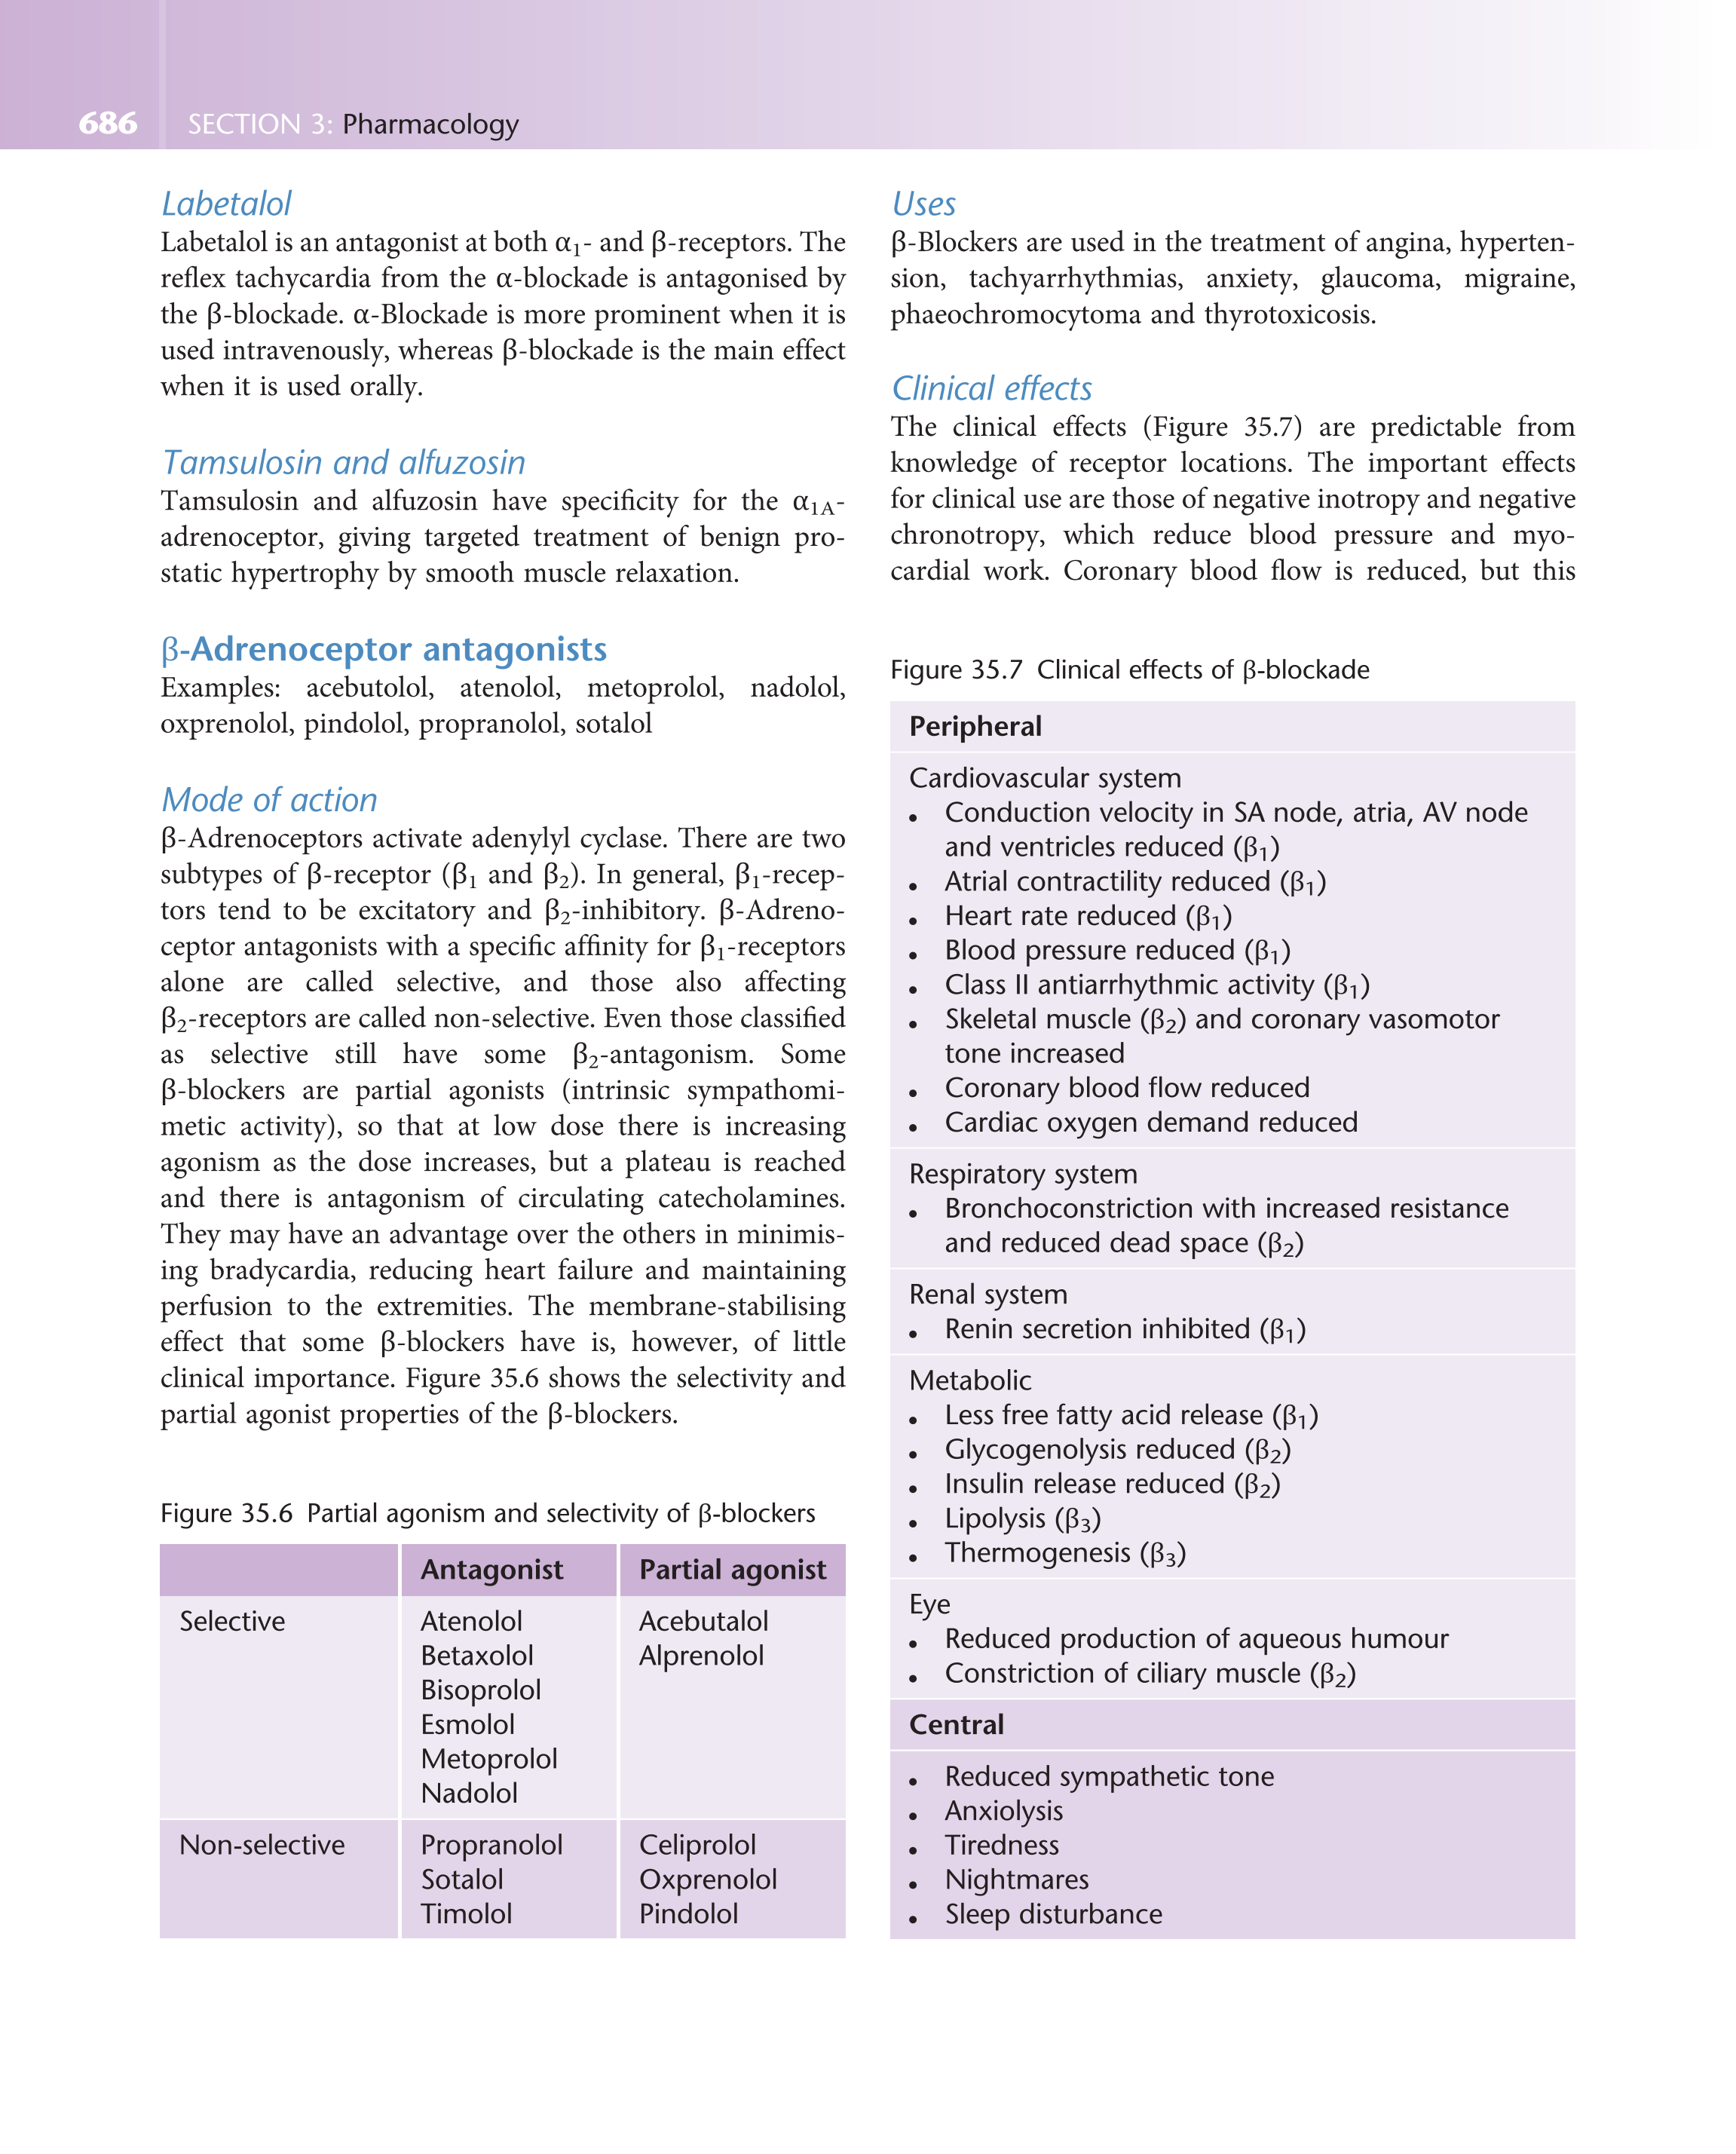 686 SECTION 3: Pharmacology
Labetalol
Labetalol is an antagonist at both α1- and β-receptors. The
reflex tachycardia from the α-blockade is antagonised by
the β-blockade. α-Blockade is more prominent when it is
used intravenously, whereas β-blockade is the main effect
when it is used orally.
Tamsulosin and alfuzosin
Tamsulosin and alfuzosin have specificity for the α1A-
adrenoceptor, giving targeted treatment of benign pro-
static hypertrophy by smooth muscle relaxation.
β-Adrenoceptor antagonists
Examples: acebutolol, atenolol, metoprolol, nadolol,
oxprenolol, pindolol, propranolol, sotalol
Mode of action
β-Adrenoceptors activate adenylyl cyclase. There are two
subtypes of β-receptor (β1 and β2). In general, β1-recep-
tors tend to be excitatory and β2-inhibitory. β-Adreno-
ceptor antagonists with a specific affinity for β1-receptors
alone are called selective, and those also affecting
β2-receptors are called non-selective. Even those classified
as selective still have some β2-antagonism. Some
β-blockers are partial agonists (intrinsic sympathomi-
metic activity), so that at low dose there is increasing
agonism as the dose increases, but a plateau is reached
and there is antagonism of circulating catecholamines.
They may have an advantage over the others in minimis-
ing bradycardia, reducing heart failure and maintaining
perfusion to the extremities. The membrane-stabilising
effect that some β-blockers have is, however, of little
clinical importance. Figure 35.6 shows the selectivity and
partial agonist properties of the β-blockers.
Figure 35.6 Partial agonism and selectivity of β-blockers
Antagonist Partial agonist
Selective Atenolol Acebutalol
Betaxolol Alprenolol
Bisoprolol
Esmolol
Metoprolol
Nadolol
Non-selective Propranolol Celiprolol
Sotalol Oxprenolol
Timolol Pindolol
Uses
β-Blockers are used in the treatment of angina, hyperten-
sion, tachyarrhythmias, anxiety, glaucoma, migraine,
phaeochromocytoma and thyrotoxicosis.
Clinical effects
The clinical effects (Figure 35.7) are predictable from
knowledge of receptor locations. The important effects
for clinical use are those of negative inotropy and negative
chronotropy, which reduce blood pressure and myo-
cardial work. Coronary blood flow is reduced, but this
Figure 35.7 Clinical effects of β-blockade
Peripheral
Cardiovascular system
• Conduction velocity in SA node, atria, AV node
and ventricles reduced (β1)
• Atrial contractility reduced (β1)
• Heart rate reduced (β1)
• Blood pressure reduced (β1)
• Class II antiarrhythmic activity (β1)
• Skeletal muscle (β2) and coronary vasomotor
tone increased
• Coronary blood flow reduced
• Cardiac oxygen demand reduced
Respiratory system
• Bronchoconstriction with increased resistance
and reduced dead space (β2)
Renal system
• Renin secretion inhibited (β1)
Metabolic
• Less free fatty acid release (β1)
• Glycogenolysis reduced (β2)
• Insulin release reduced (β2)
• Lipolysis (β3)
• Thermogenesis (β3)
Eye
• Reduced production of aqueous humour
• Constriction of ciliary muscle (β2)
Central
• Reduced sympathetic tone
• Anxiolysis
• Tiredness
• Nightmares
• Sleep disturbance